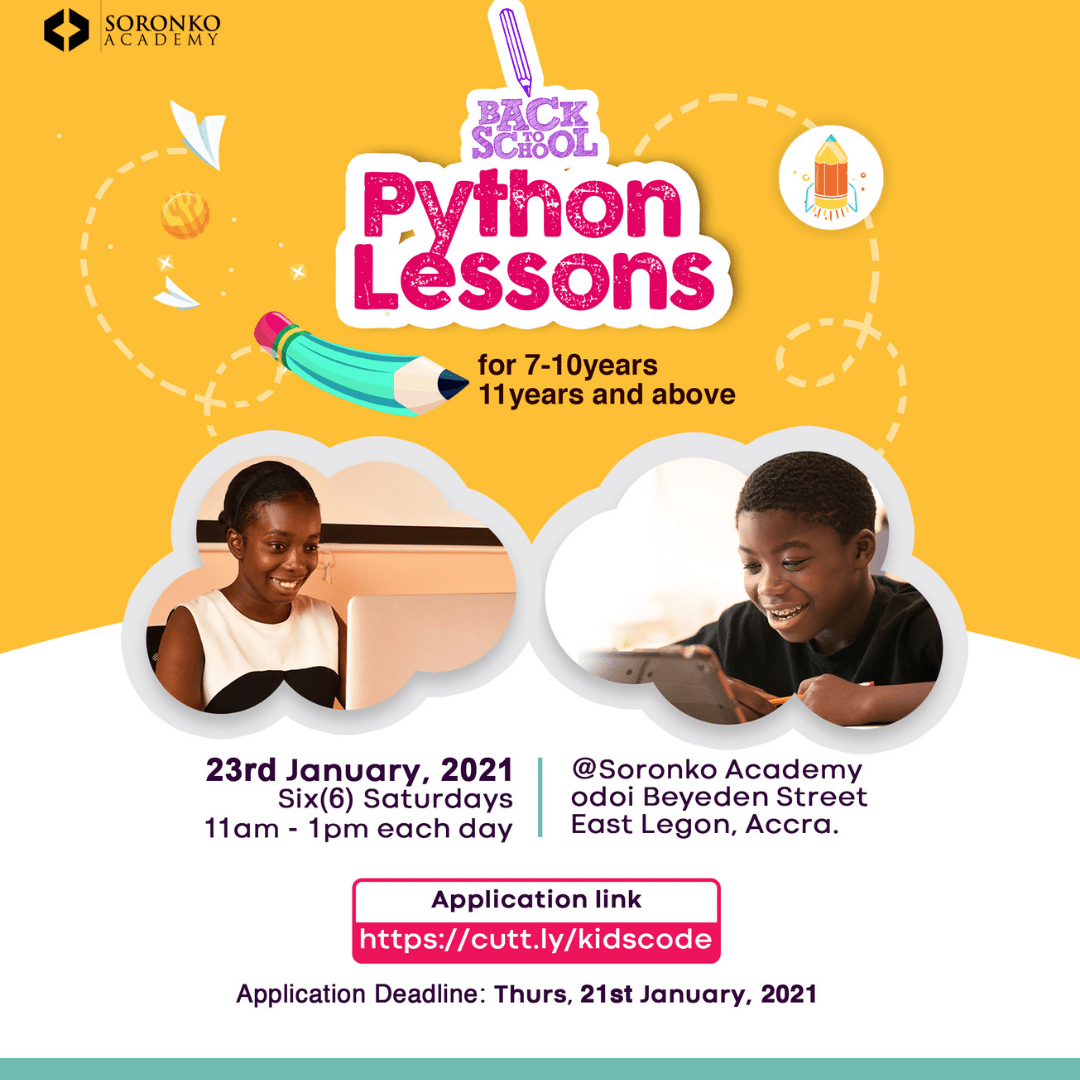 SORONKO
ACADEMY
BACK
TO
SCHOOL
Python
Lessons
for 7-10years
11years and above
23rd January, 2021
Six(6) Saturdays
11am - 1pm each day
@Soronko Academy
odoi Beyeden Street
East Legon, Accra.
Application link
https://cutt.ly/kidscode
Application Deadline: Thurs, 21st January, 2021